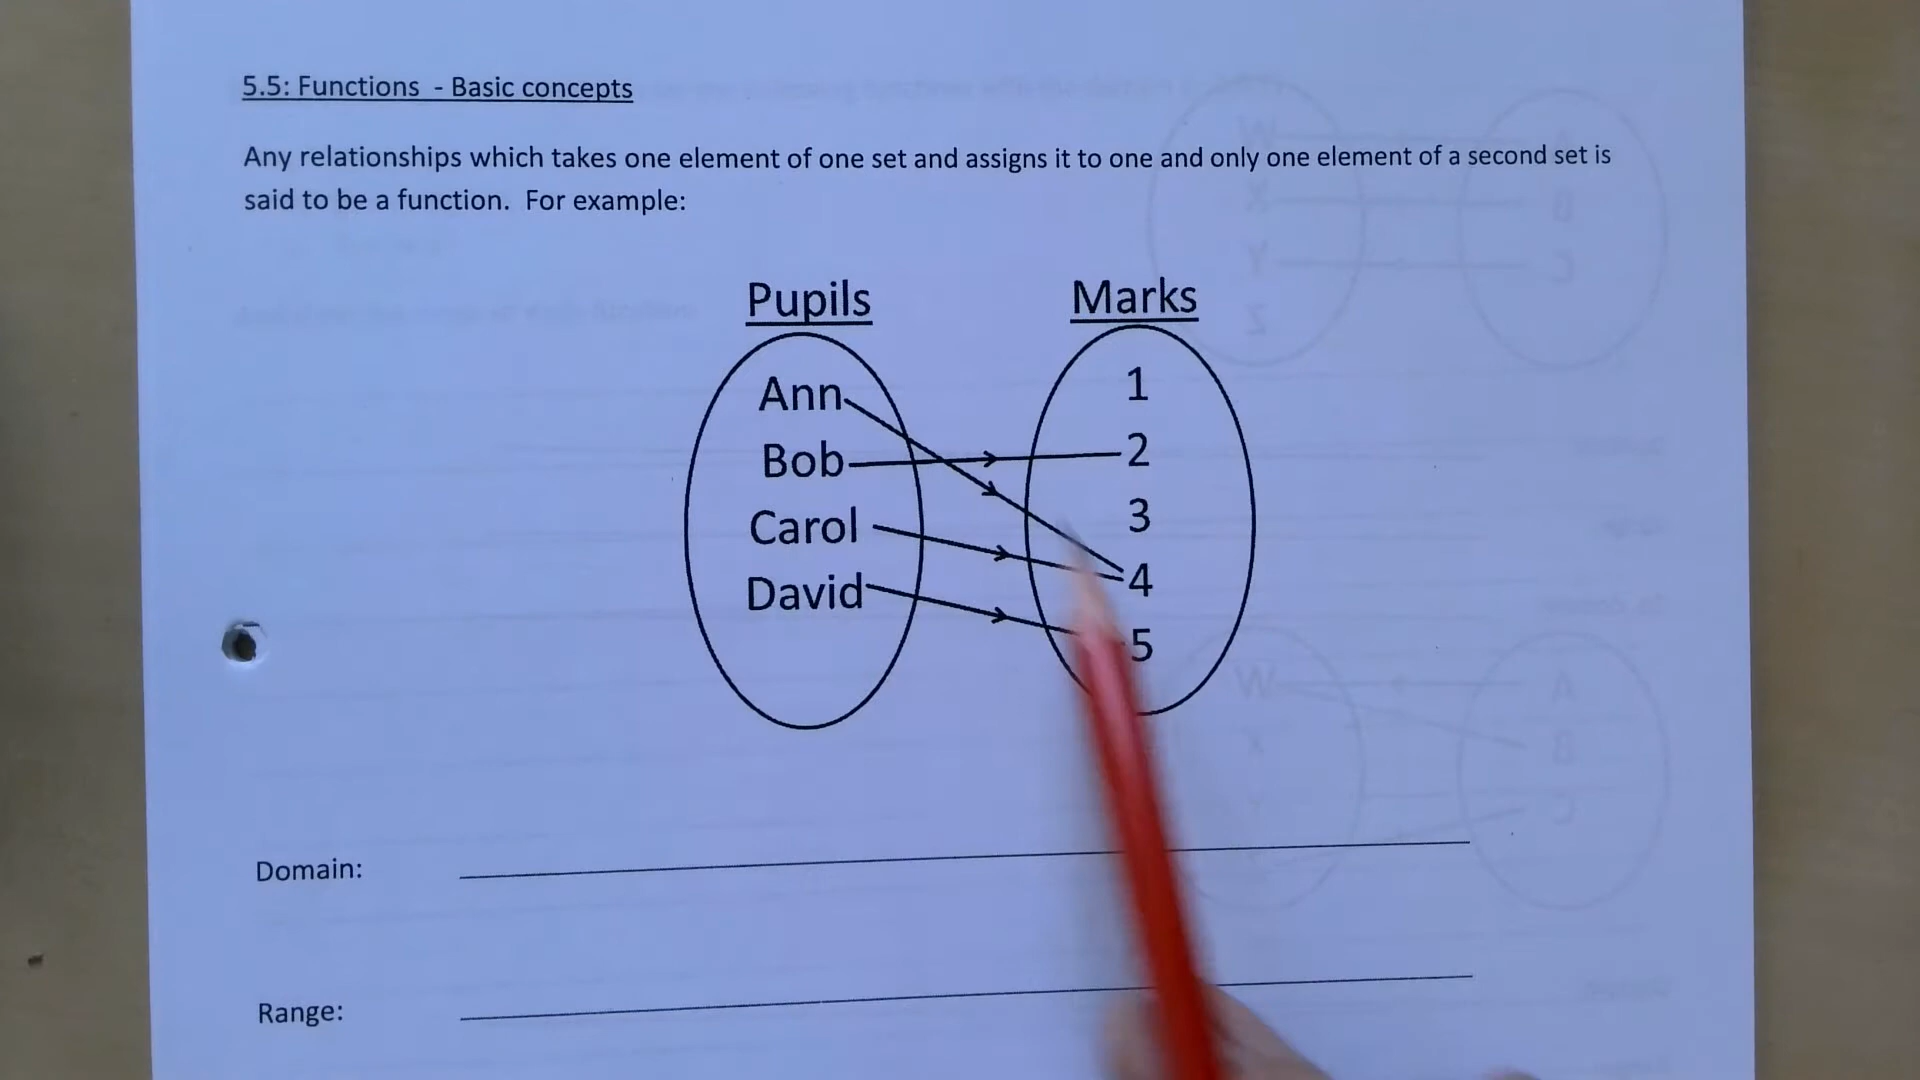 5.5: Functions - Basic concepts
Any relationships which takes one element of one set and assigns it to one and only one element of a second set is
said to be a function. For example:
Pupils Marks
Ann 1
Bob 2
Carol 3
David 4
5
Domain:
Range: